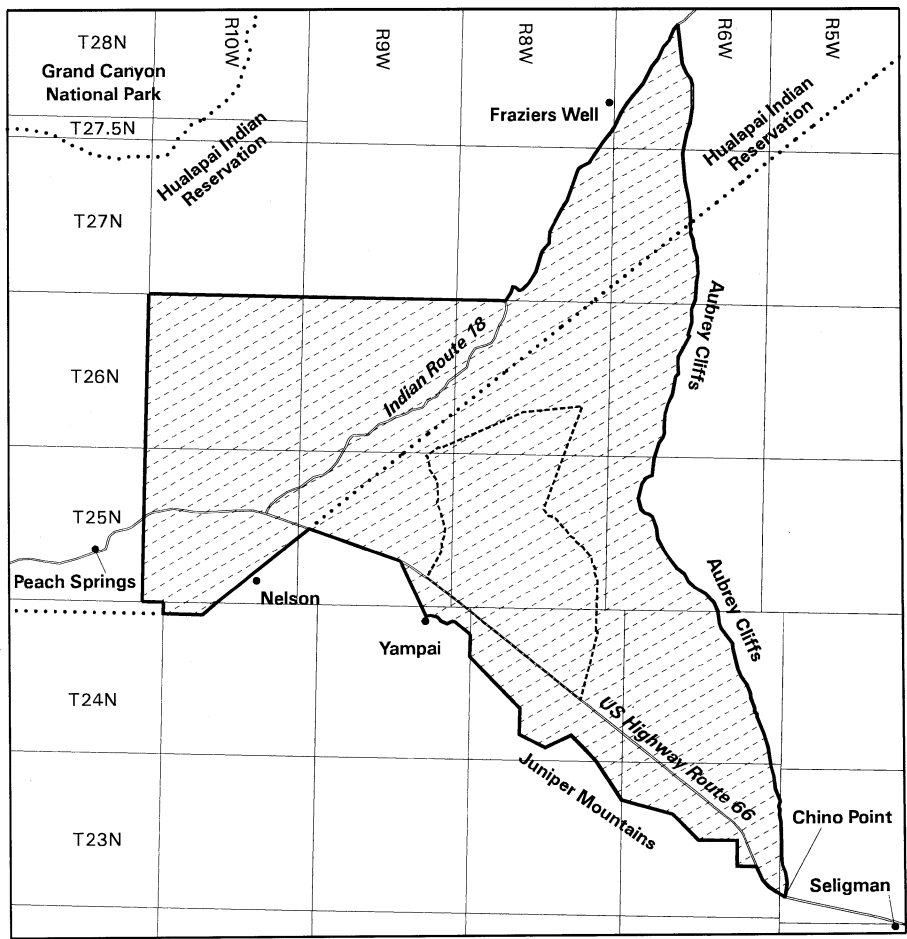 R10W
R9W
R8W
R6W
R5W
T28N
Grand Canyon
National Park
T27.5N
Hualapai Indian
Reservation
Fraziers Well
Hualapai Indian
Reservation
T27N
Aubrey Cliffs
Indian Route 18
T26N
T25N
Peach Springs
Nelson
Aubrey Cliffs
Yampai
T24N
US Highway Route 66
Juniper Mountains
T23N
Chino Point
Seligman